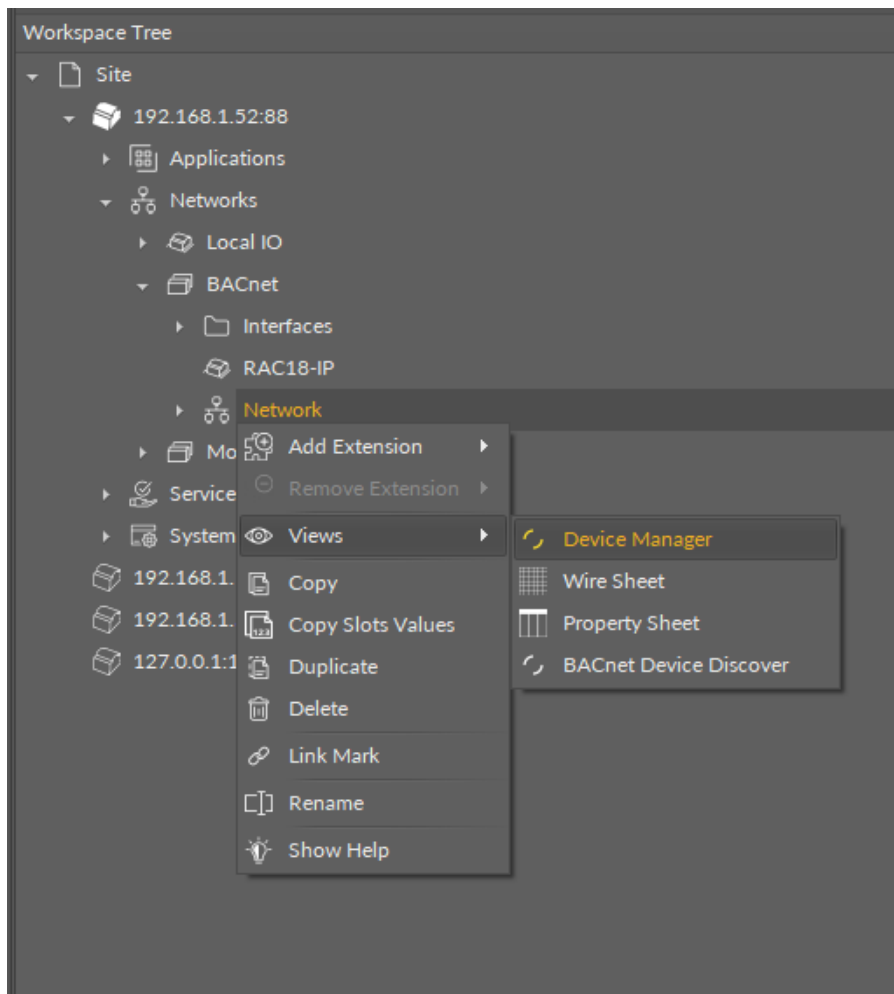 Workspace Tree
Site
192.168.1.52:88
Applications
Networks
Local IO
BACnet
Interfaces
RAC18-IP
Network
Mo
Add Extension
Service
Remove Extension
System
Views
Device Manager
192.168.1.
Copy
Wire Sheet
192.168.1.
Copy Slots Values
Property Sheet
127.0.0.1:1
Duplicate
BACnet Device Discover
Delete
Link Mark
Rename
Show Help